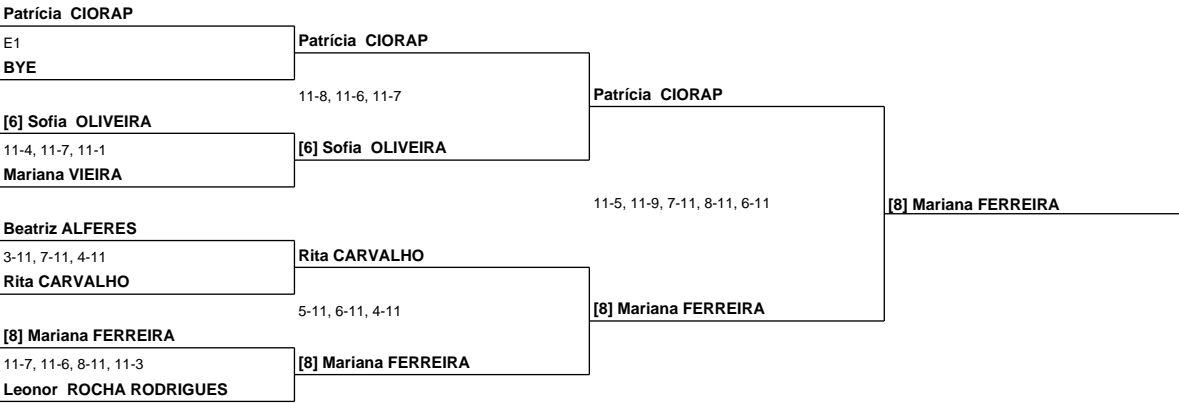 Patrícia CIORAP
E1
BYE
[6] Sofia OLIVEIRA
11-4, 11-7, 11-1
Mariana VIEIRA
Beatriz ALFERES
3-11, 7-11, 4-11
Rita CARVALHO
[8] Mariana FERREIRA
11-7, 11-6, 8-11, 11-3
Leonor ROCHA RODRIGUES
Patrícia CIORAP
11-8, 11-6, 11-7
[6] Sofia OLIVEIRA
Rita CARVALHO
5-11, 6-11, 4-11
[8] Mariana FERREIRA
Patrícia CIORAP
11-5, 11-9, 7-11, 8-11, 6-11
[8] Mariana FERREIRA
[8] Mariana FERREIRA